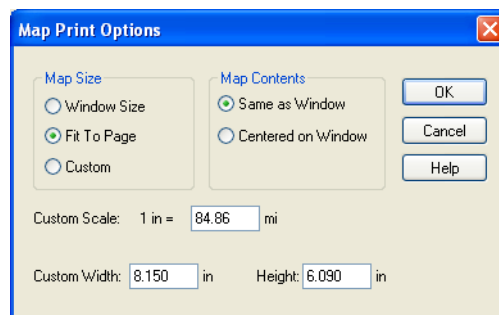 Map Print Options
Map Size
Window Size
Fit To Page
Custom
Map Contents
Same as Window
Centered on Window
OK
Cancel
Help
Custom Scale: 1 in = 84.86 mi
Custom Width: 8.150 in Height: 6.090 in